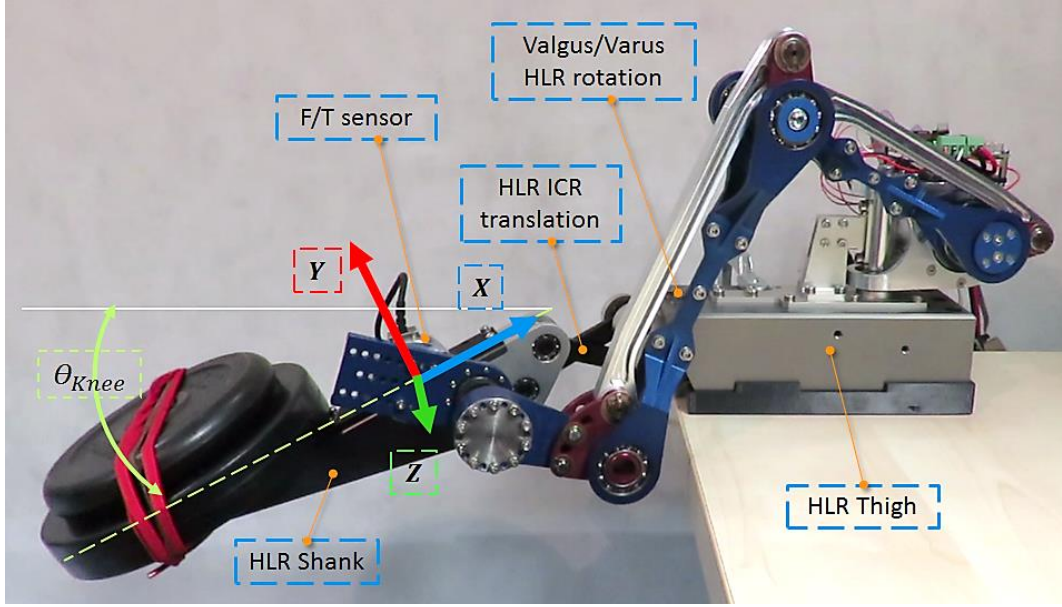 Valgus/Varus
HLR rotation
F/T sensor
HLR ICR
translation
Y
X
θKnee
Z
HLR Thigh
HLR Shank